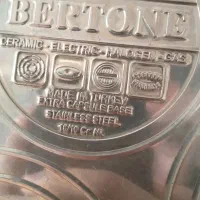 BERTONE
CERAMIC - ELECTRIC - HALOGEN - GAS
MADE IN TURKEY
EXTRA CAPSULE BASE
STAINLESS STEEL
18/10 Cr Ni